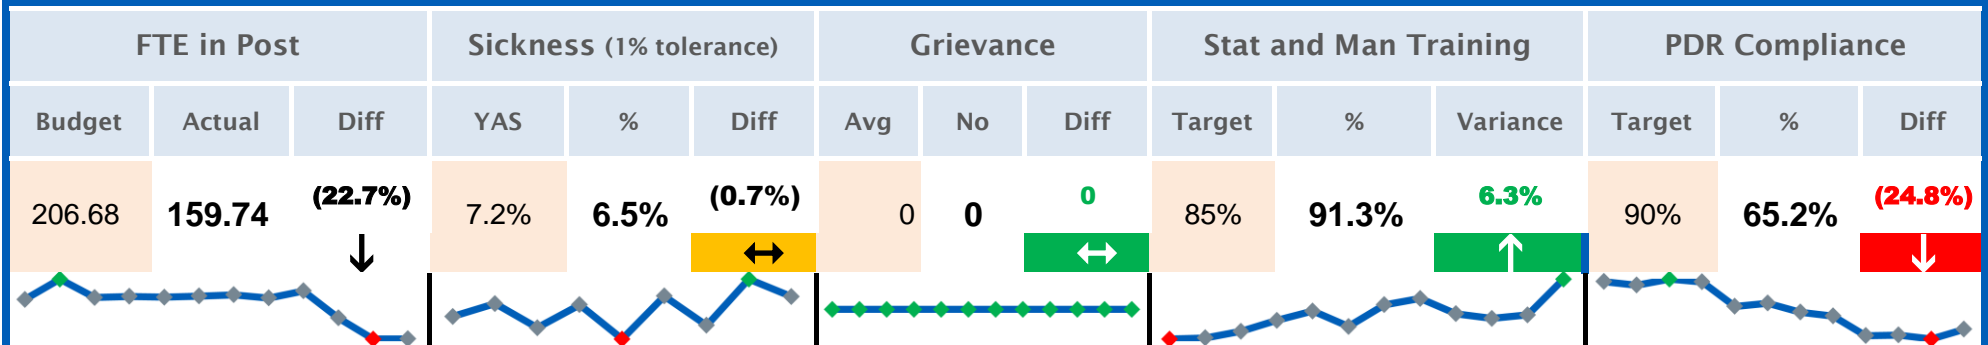 FTE in Post Sickness (1% tolerance) Grievance Stat and Man Training PDR Compliance
Budget Actual Diff YAS % Diff Avg No Diff Target % Variance Target % Diff
206.68 159.74 (22.7%) 7.2% 6.5% (0.7%) 0 0 0 85% 91.3% 6.3% 90% 65.2% (24.8%)